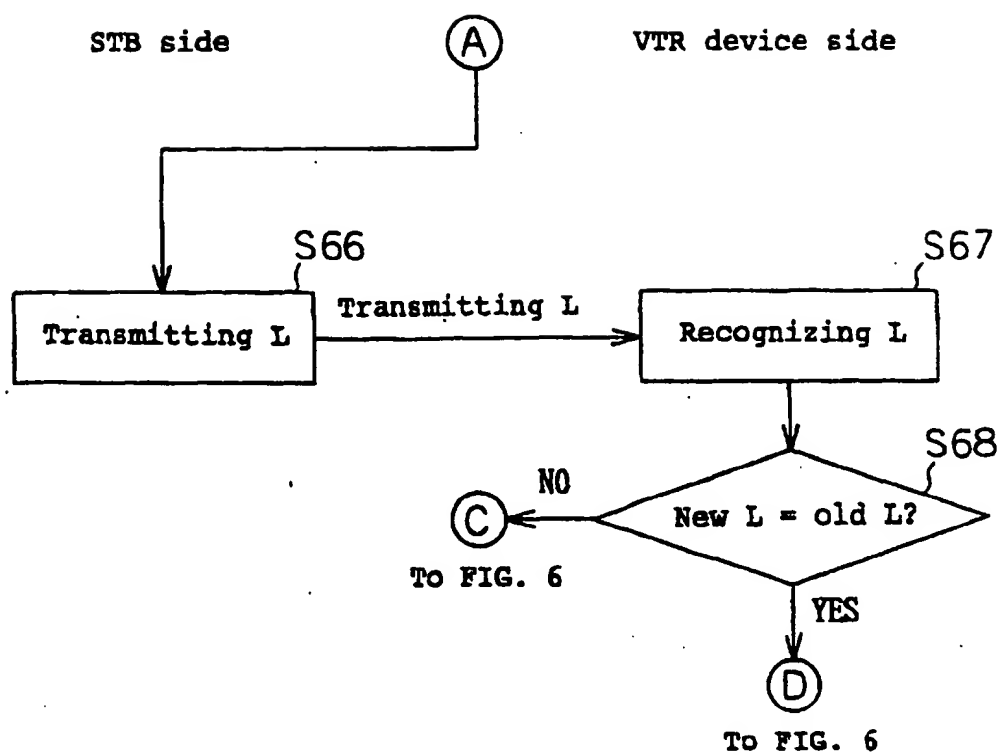 STB side
A
VTR device side
S66
S67
Transmitting L
Transmitting L
Recognizing L
S68
NO
New L = old L?
C
To FIG. 6
YES
D
To FIG. 6